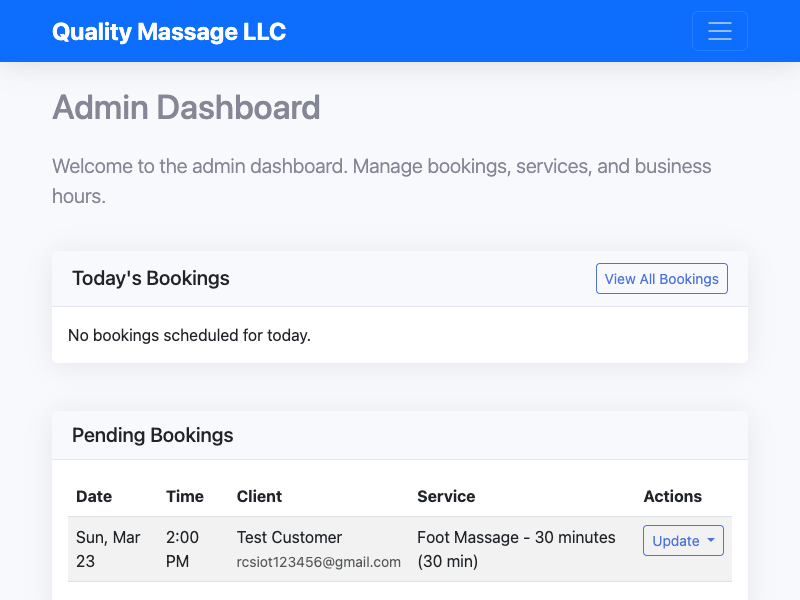 Quality Massage LLC
Admin Dashboard
Welcome to the admin dashboard. Manage bookings, services, and business
hours.
Today's Bookings
View All Bookings
No bookings scheduled for today.
Pending Bookings
Date Time Client Service Actions
Sun, Mar 2:00 Test Customer Foot Massage - 30 minutes Update
23 PM rcsiot123456@gmail.com (30 min)